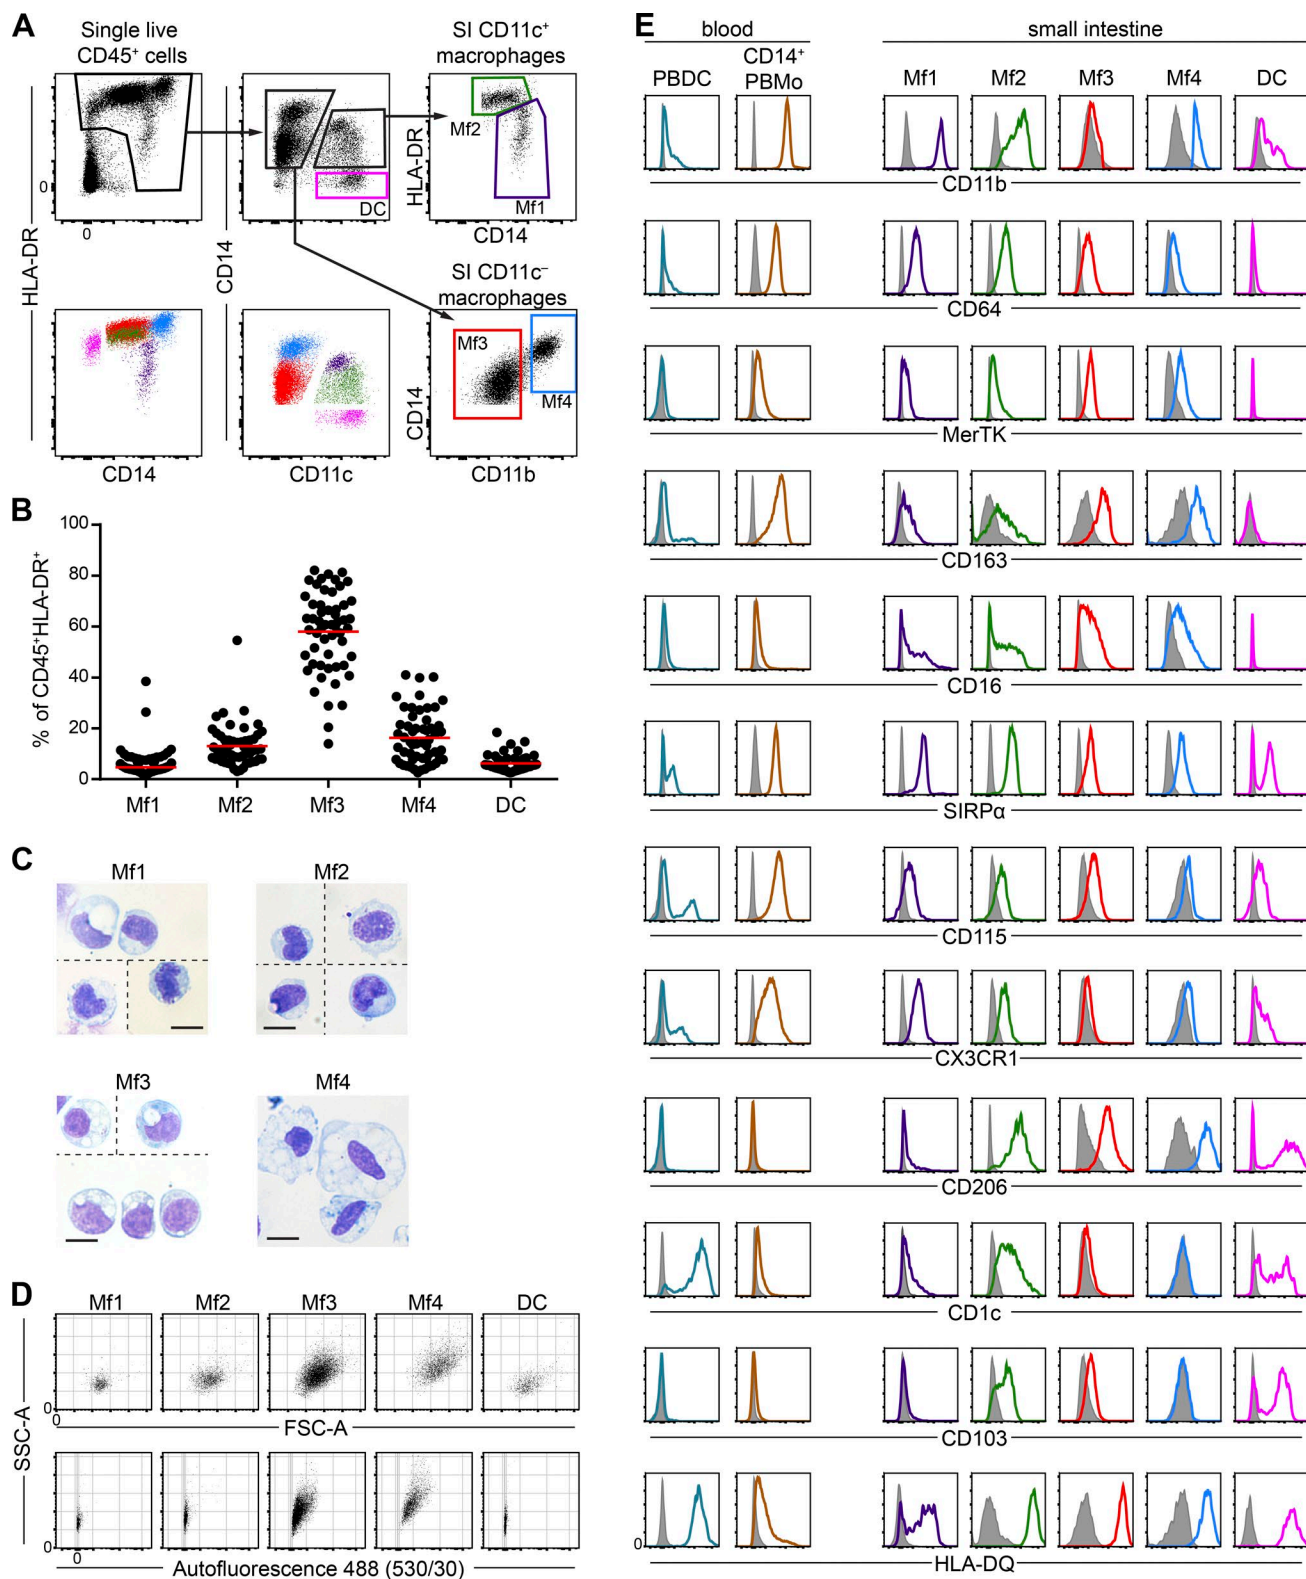 A
Single live
CD45⁺ cells
SI CD11c⁺
macrophages
HLA-DR
0
0
CD14
DC
HLA-DR
Mf2
Mf1
CD14
SI CD11c⁻
macrophages
CD14
Mf3
Mf4
CD14
CD11c
CD11b
B
% of CD45⁺HLA-DR⁺
100
80
60
40
20
0
Mf1 Mf2 Mf3 Mf4 DC
C
Mf1
Mf2
Mf3
Mf4
D
Mf1 Mf2 Mf3 Mf4 DC
SSC-A
0
0
FSC-A
0
0
Autofluorescence 488 (530/30)
E
blood
small intestine
PBDC
CD14⁺
PBMo
Mf1 Mf2 Mf3 Mf4 DC
CD11b
CD64
MerTK
CD163
CD16
SIRPα
CD115
CX3CR1
CD206
CD1c
CD103
0
HLA-DQ